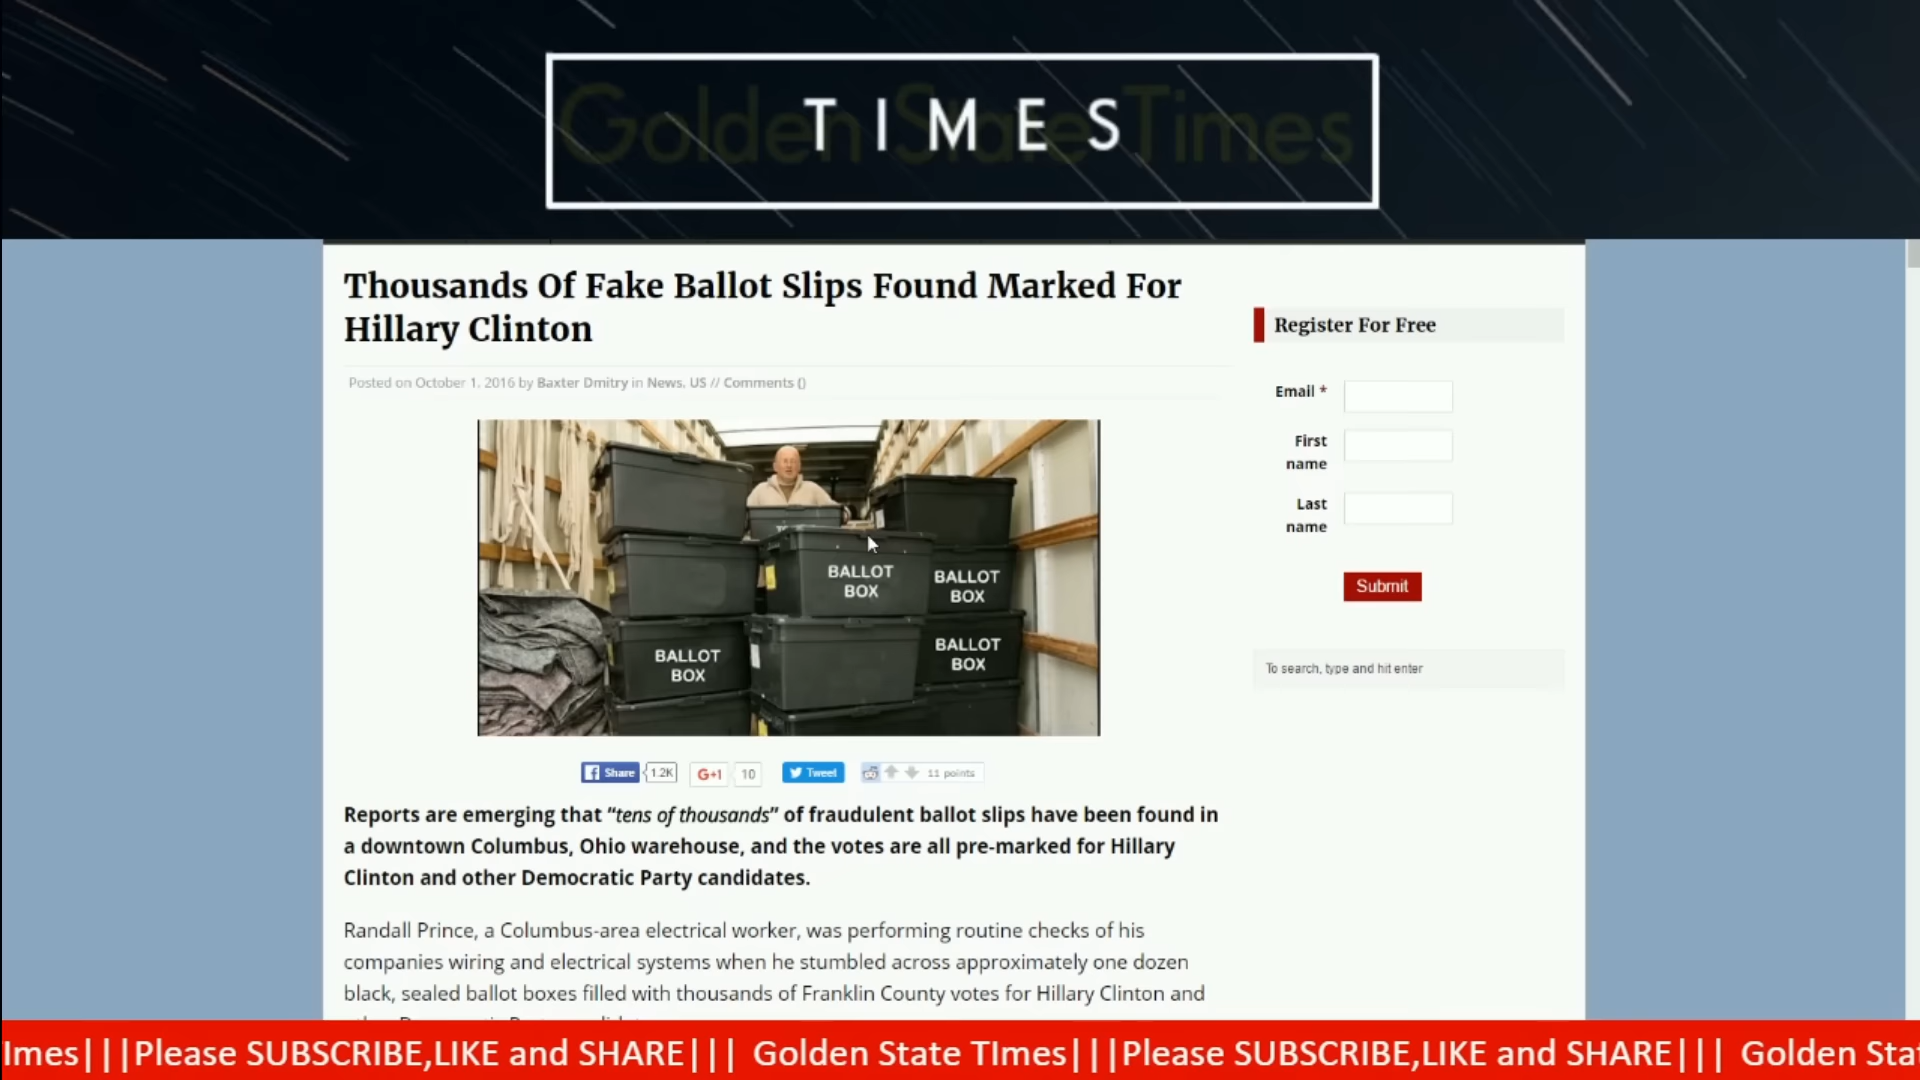 Golden State Times
TIMES
Thousands Of Fake Ballot Slips Found Marked For
Hillary Clinton
Posted on October 1, 2016 by Baxter Dmitry in News, US // Comments ()
BALLOT
BOX
BALLOT
BOX
BALLOT
BOX
BALLOT
BOX
Share 1.2K G+1 10 Tweet 11 points
Reports are emerging that “tens of thousands” of fraudulent ballot slips have been found in
a downtown Columbus, Ohio warehouse, and the votes are all pre-marked for Hillary
Clinton and other Democratic Party candidates.
Randall Prince, a Columbus-area electrical worker, was performing routine checks of his
companies wiring and electrical systems when he stumbled across approximately one dozen
black, sealed ballot boxes filled with thousands of Franklin County votes for Hillary Clinton and
Register For Free
Email *
First
name
Last
name
Submit
To search, type and hit enter
Imes|||Please SUBSCRIBE,LIKE and SHARE||| Golden State TImes|||Please SUBSCRIBE,LIKE and SHARE||| Golden Sta